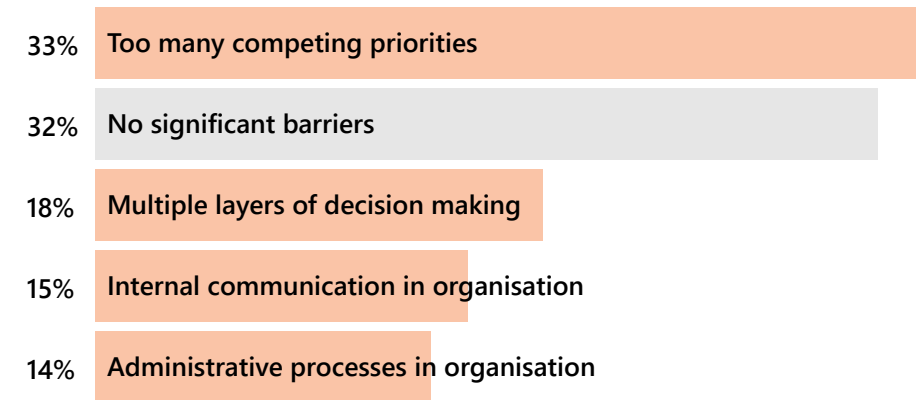 33% Too many competing priorities
32% No significant barriers
18% Multiple layers of decision making
15% Internal communication in organisation
14% Administrative processes in organisation